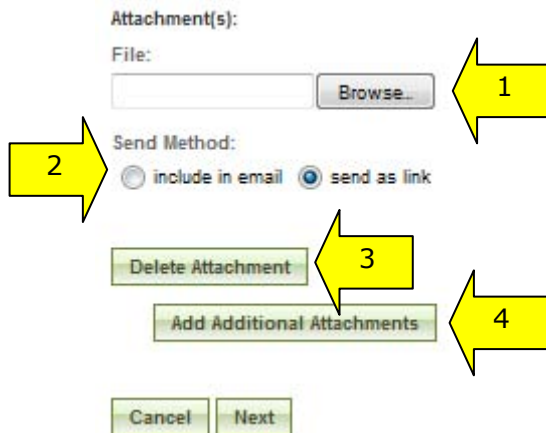 Attachment(s):
File:
Browse... 1
Send Method:
2 include in email send as link
Delete Attachment 3
Add Additional Attachments 4
Cancel Next